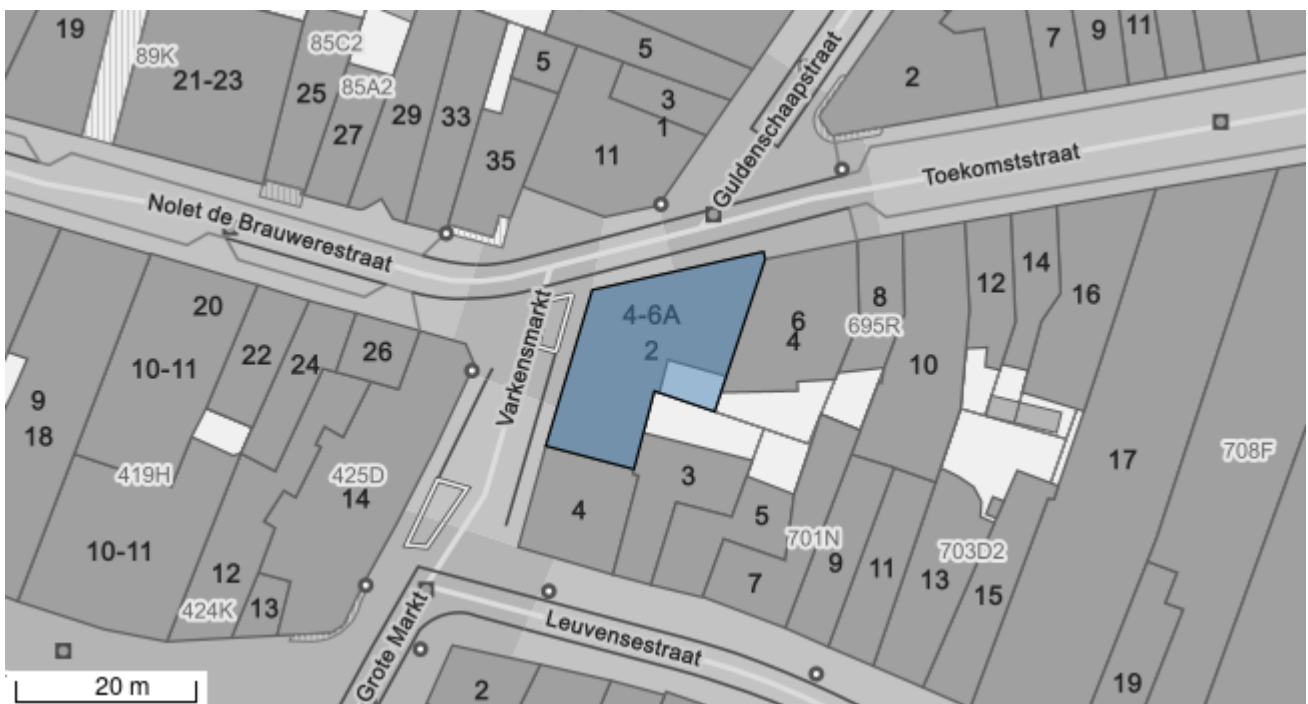 19
89K
21-23
85C2
25
85A2
27
29
33
35
5
5
3
1
11
Guldenschaapstraat
2
7
9
11
Toekomststraat
Nolet de Brauwerestraat
Varkensmarkt
4-6A
2
6
4
8
695R
10
12
14
16
17
708F
20
10-11
22
24
26
9
18
419H
425D
14
10-11
12
424K
13
4
3
5
7
701N
9
11
13
703D2
15
19
Grote Markt
Leuvensestraat
2
20 m